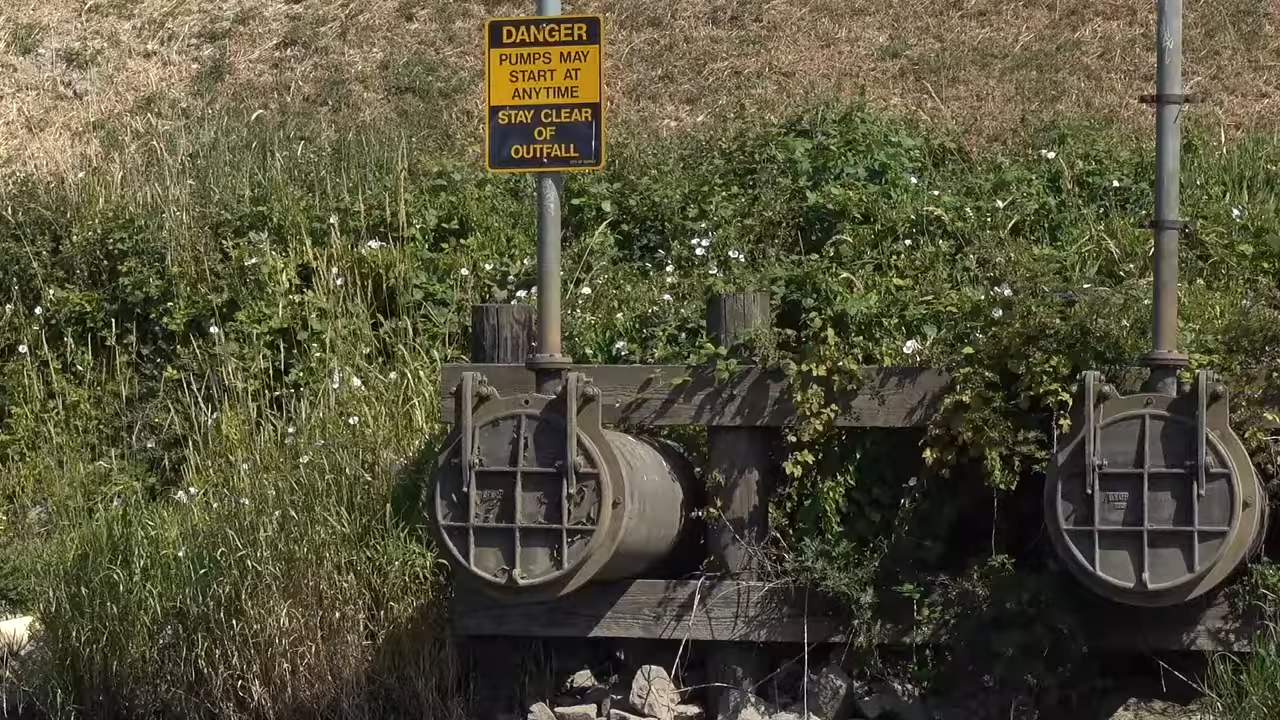 DANGER
PUMPS MAY
START AT
ANYTIME
STAY CLEAR
OF
OUTFALL